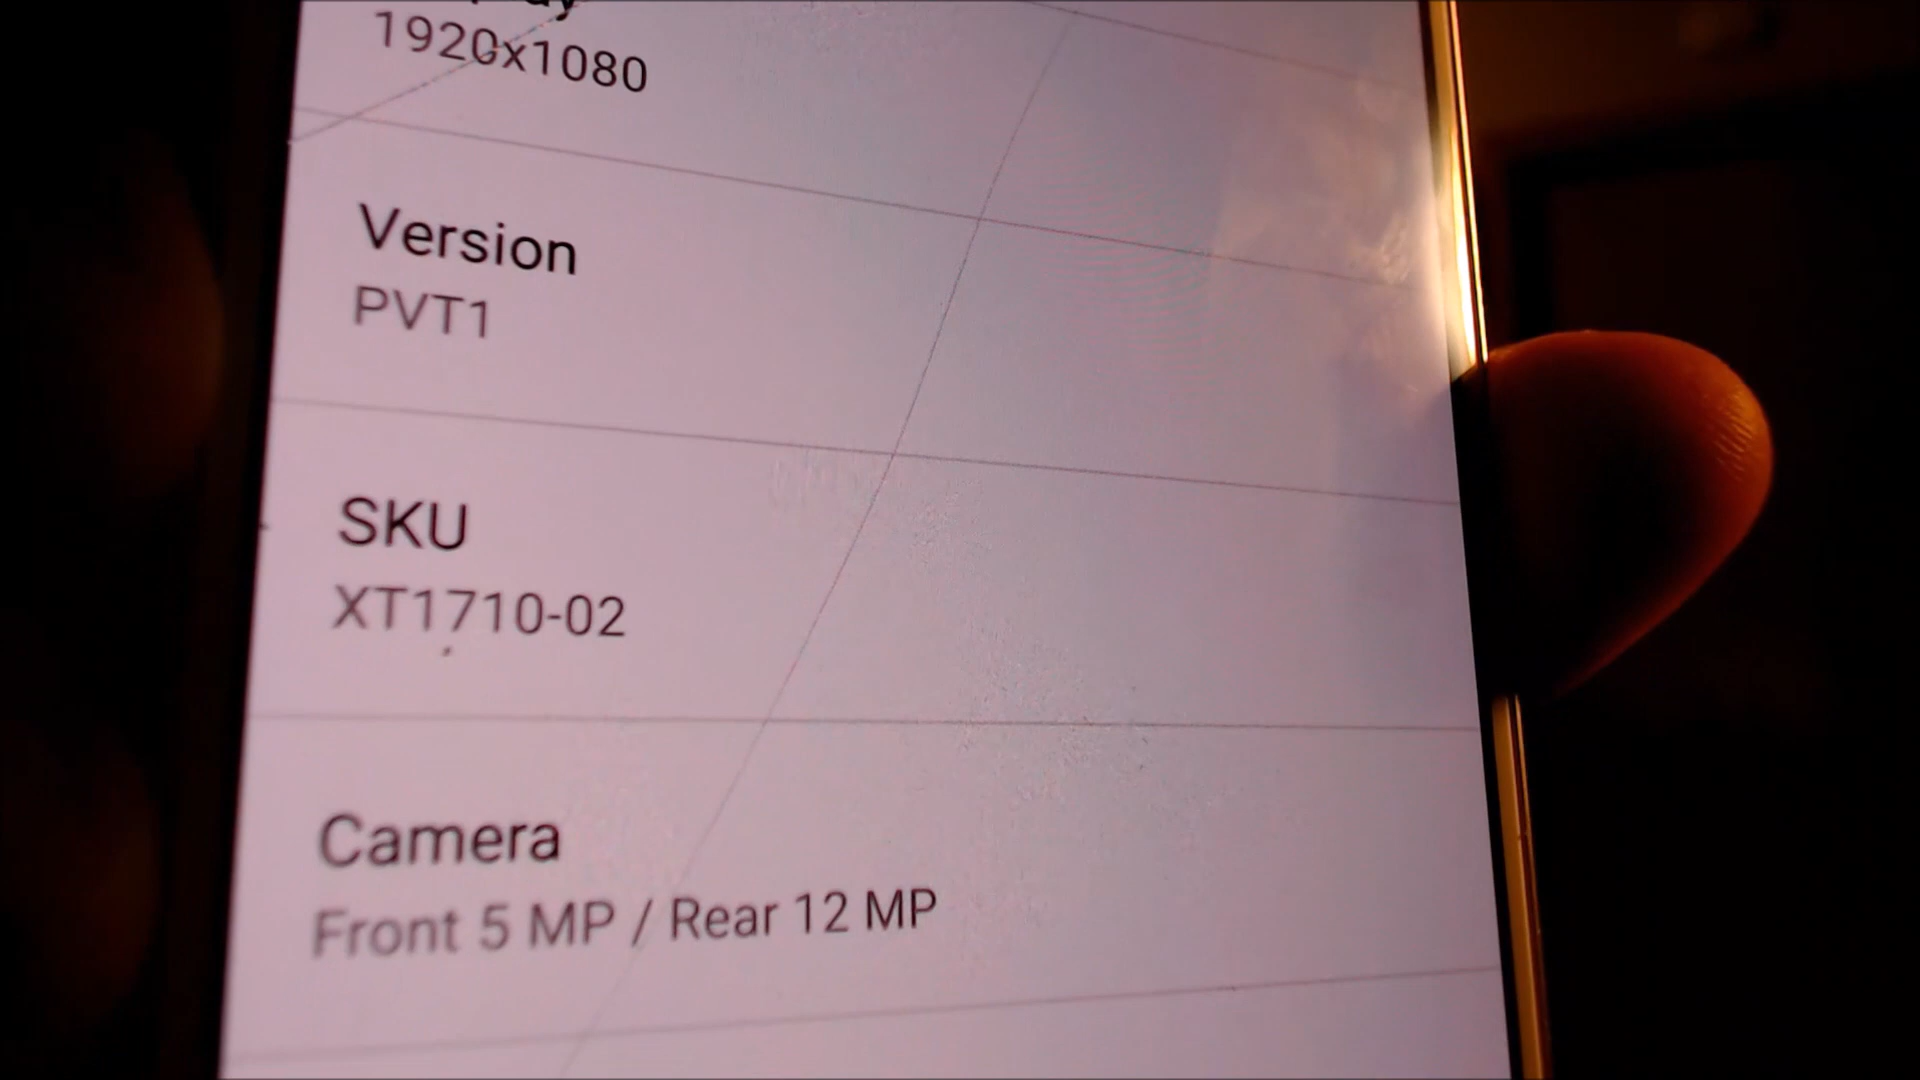 1920x1080
Version
PVT1
SKU
XT1710-02
Camera
Front 5 MP / Rear 12 MP